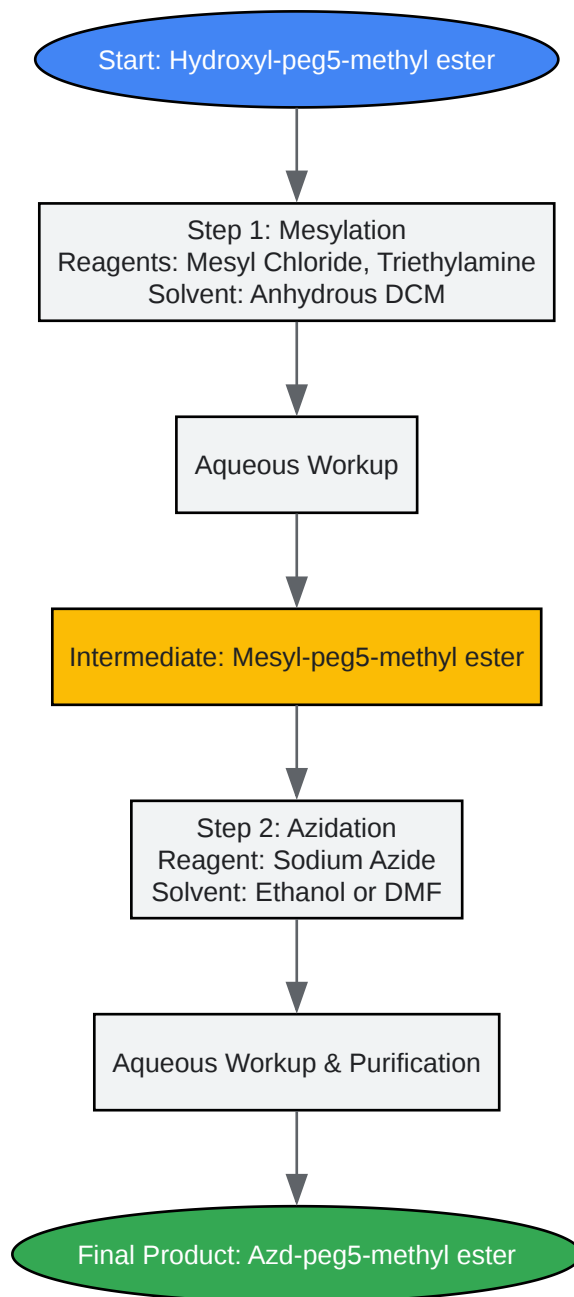 Start: Hydroxyl-peg5-methyl ester
Step 1: Mesylation
Reagents: Mesyl Chloride, Triethylamine
Solvent: Anhydrous DCM
Aqueous Workup
Intermediate: Mesyl-peg5-methyl ester
Step 2: Azidation
Reagent: Sodium Azide
Solvent: Ethanol or DMF
Aqueous Workup & Purification
Final Product: Azd-peg5-methyl ester